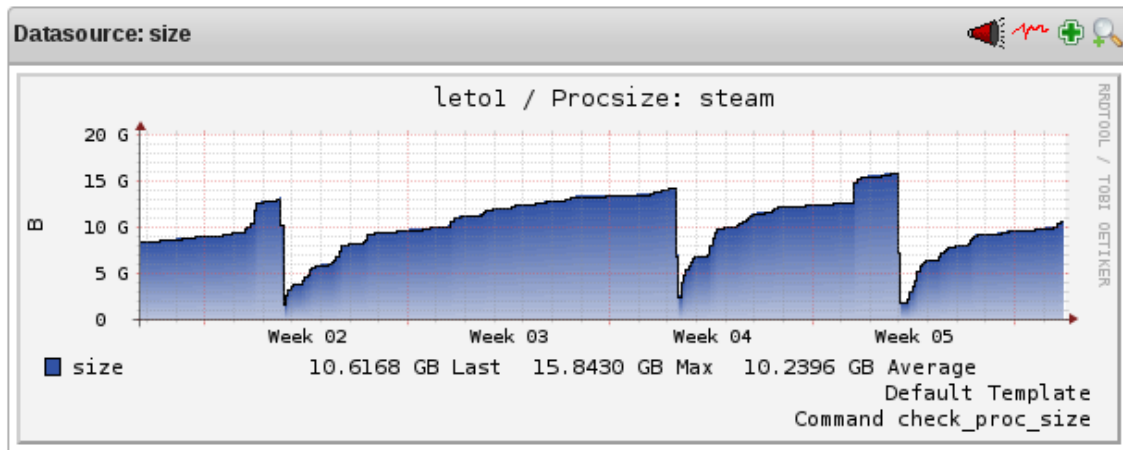 Datasource: size
leto1 / Procsize: steam
RRDTOOL / TOBI OETIKER
20 G
15 G
10 G
5 G
0
B
Week 02 Week 03 Week 04 Week 05
size 10.6168 GB Last 15.8430 GB Max 10.2396 GB Average
Default Template
Command check_proc_size